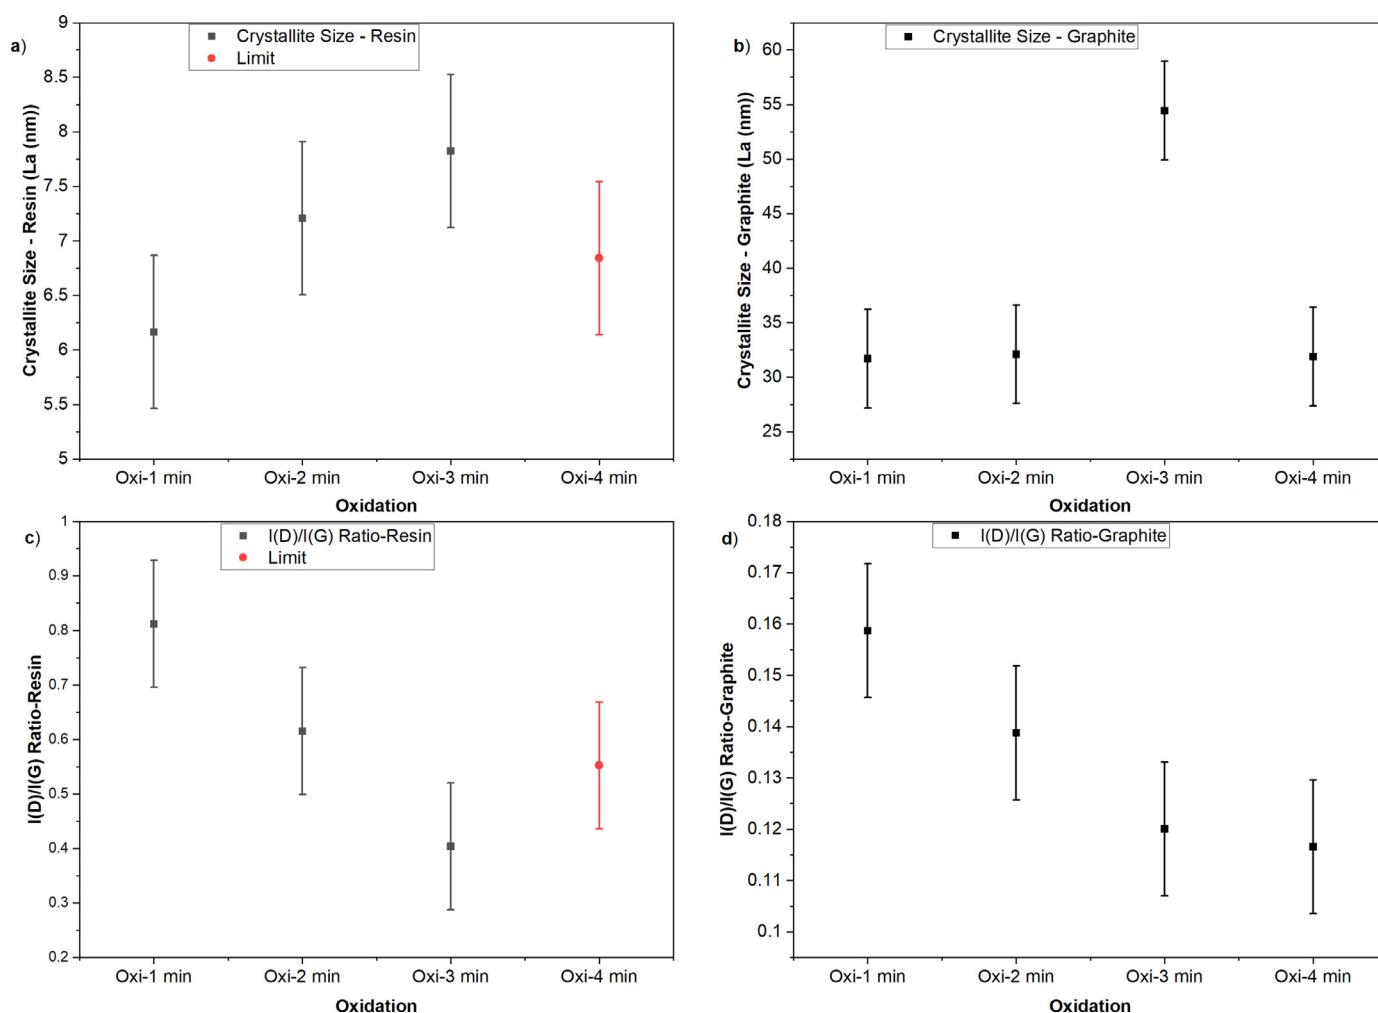 a)
Crystallite Size - Resin
Limit
Crystallite Size - Resin (La (nm))
9
8.5
8
7.5
7
6.5
6
5.5
5
Oxi-1 min Oxi-2 min Oxi-3 min Oxi-4 min
Oxidation
b)
Crystallite Size - Graphite
Crystallite Size - Graphite (La (nm))
60
55
50
45
40
35
30
25
Oxi-1 min Oxi-2 min Oxi-3 min Oxi-4 min
Oxidation
c)
I(D)/I(G) Ratio-Resin
Limit
I(D)/I(G) Ratio-Resin
1
0.9
0.8
0.7
0.6
0.5
0.4
0.3
0.2
Oxi-1 min Oxi-2 min Oxi-3 min Oxi-4 min
Oxidation
d)
I(D)/I(G) Ratio-Graphite
I(D)/I(G) Ratio-Graphite
0.18
0.17
0.16
0.15
0.14
0.13
0.12
0.11
0.1
Oxi-1 min Oxi-2 min Oxi-3 min Oxi-4 min
Oxidation